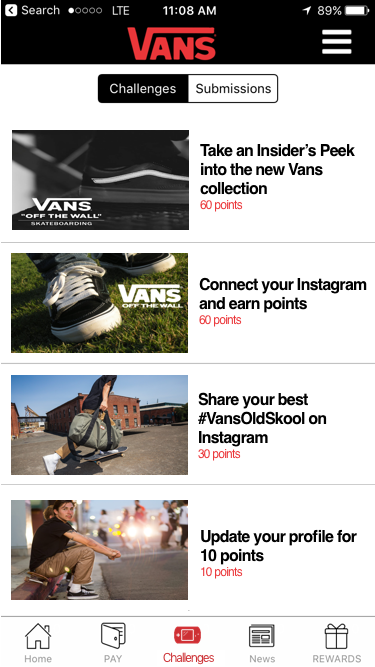 Search LTE 11:08 AM 89%
VANS
Challenges Submissions
VANS
"OFF THE WALL"
SKATEBOARDING
Take an Insider's Peek
into the new Vans
collection
60 points
VANS
"OFF THE WALL"
Connect your Instagram
and earn points
60 points
Share your best
#VansOldSkool on
Instagram
30 points
Update your profile for
10 points
10 points
Home PAY Challenges News REWARDS